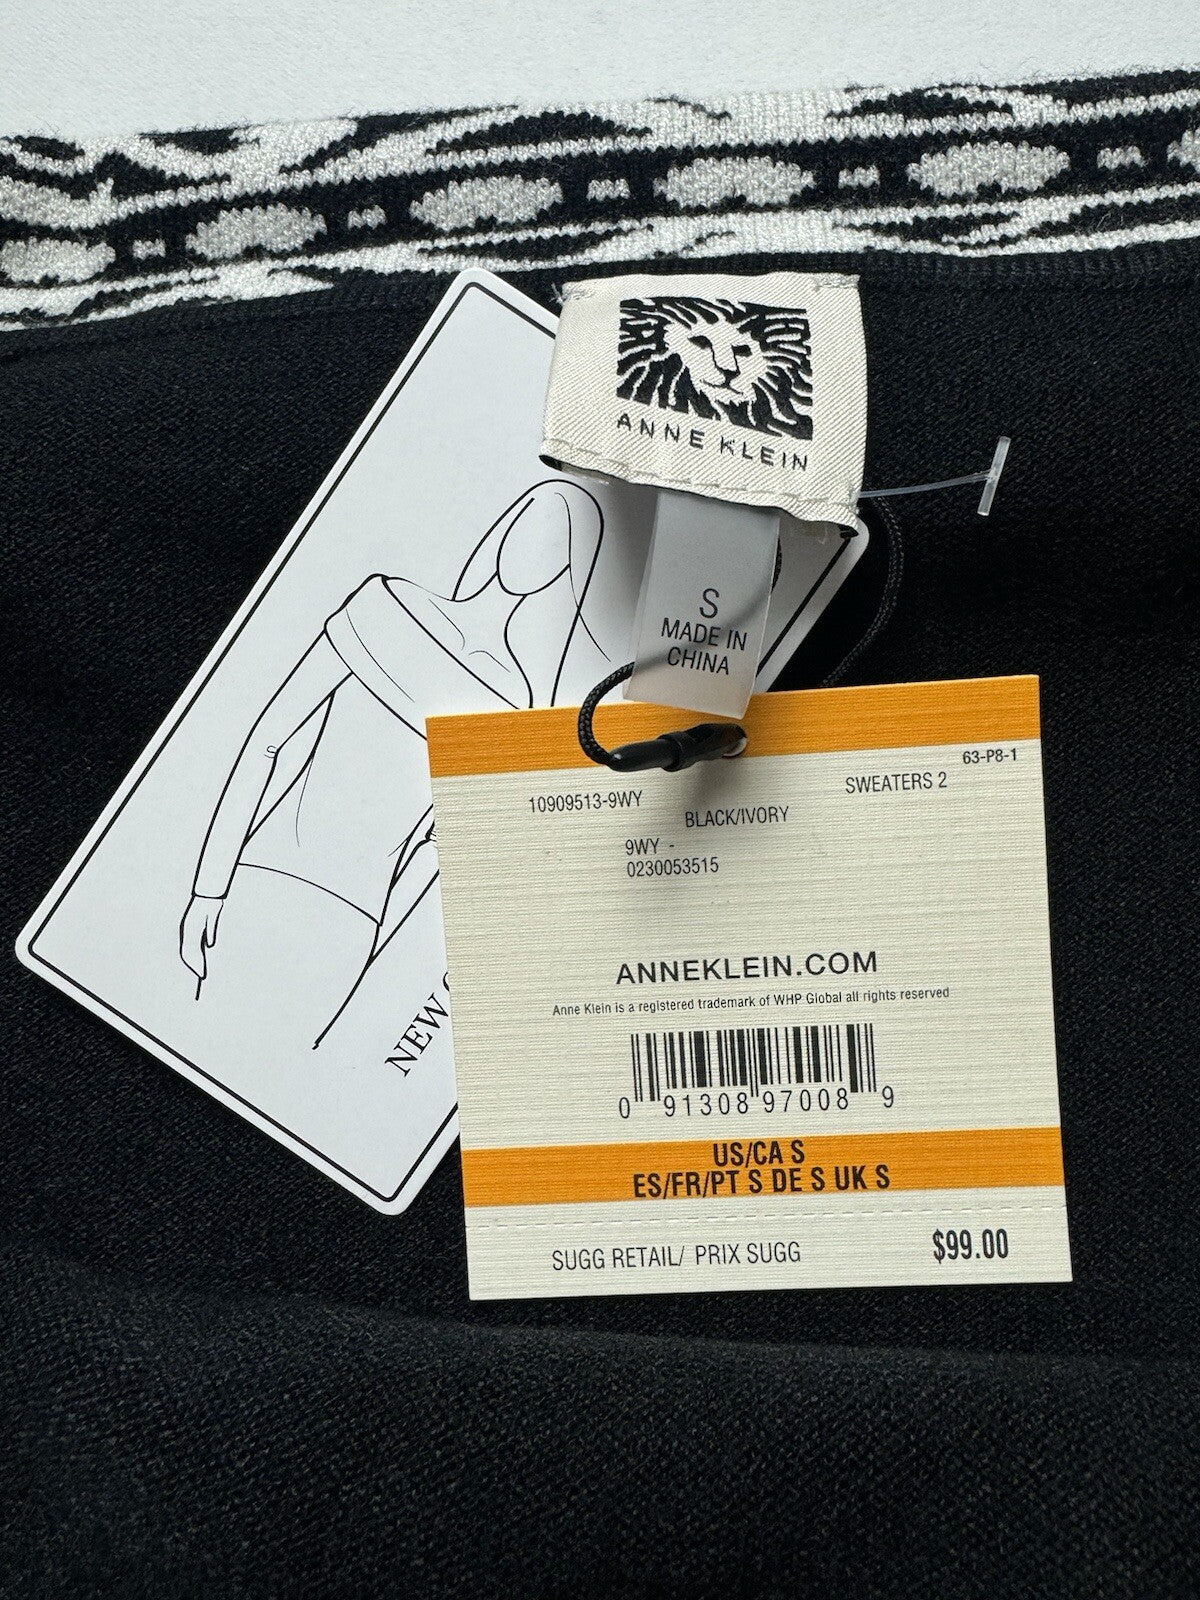 ANNE KLEIN
S
MADE IN
CHINA
63-P8-1
10909513-9WY
SWEATERS 2
BLACK/IVORY
9WY -
0230053515
ANNEKLEIN.COM
Anne Klein is a registered trademark of WHP Global all rights reserved
0 91308 97008 9
US/CA S
ES/FR/PT S DE S UK S
SUGG RETAIL/ PRIX SUGG
$99.00
NEW